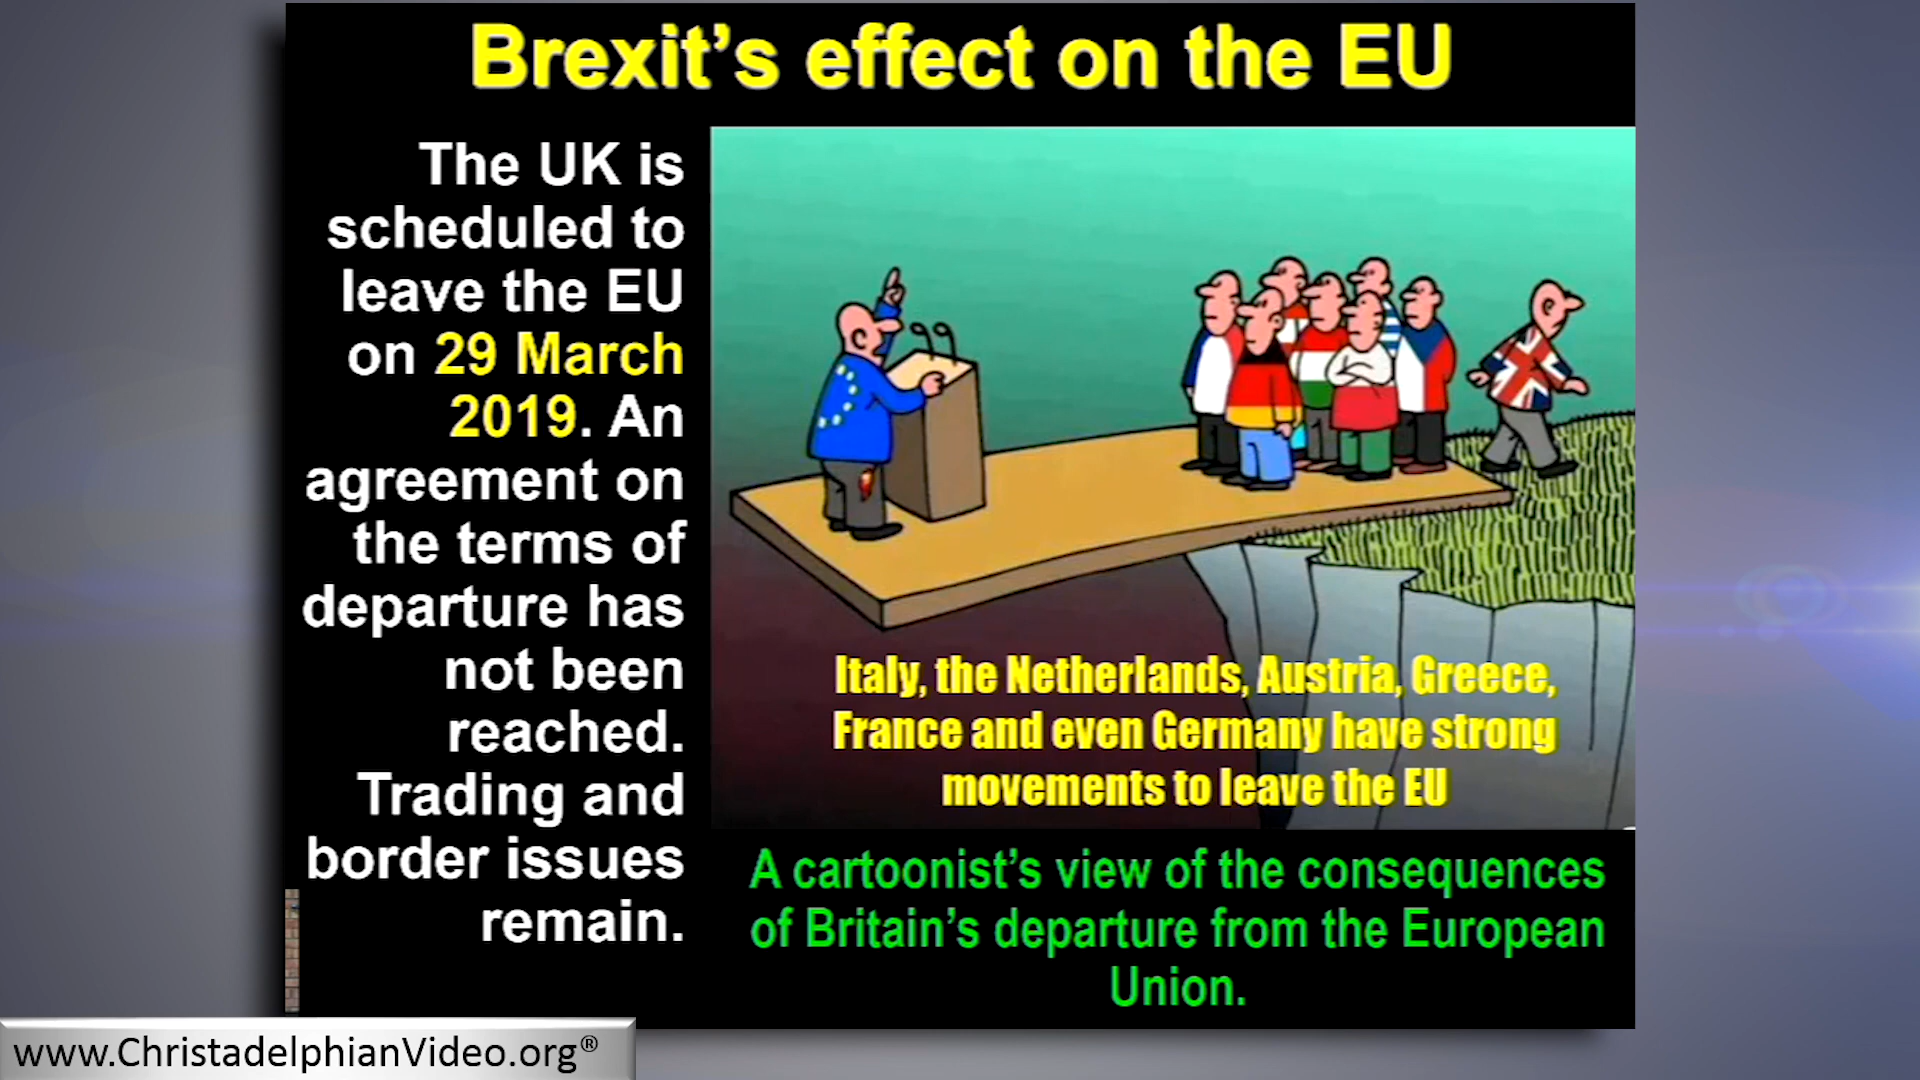 Brexit's effect on the EU
The UK is
scheduled to
leave the EU
on 29 March
2019. An
agreement on
the terms of
departure has
not been
reached.
Trading and
border issues
remain.
Italy, the Netherlands, Austria, Greece,
France and even Germany have strong
movements to leave the EU
A cartoonist's view of the consequences
of Britain's departure from the European
Union.
www.ChristadelphianVideo.org®